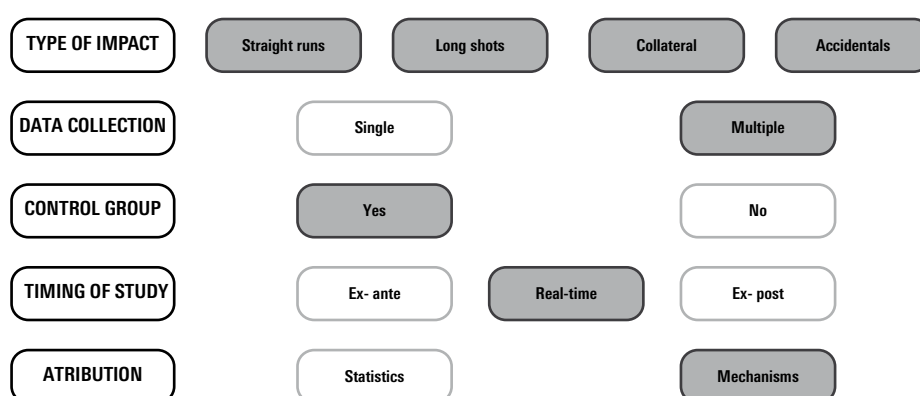 TYPE OF IMPACT Straight runs Long shots Collateral Accidentals
DATA COLLECTION Single Multiple
CONTROL GROUP Yes No
TIMING OF STUDY Ex- ante Real-time Ex- post
ATRIBUTION Statistics Mechanisms